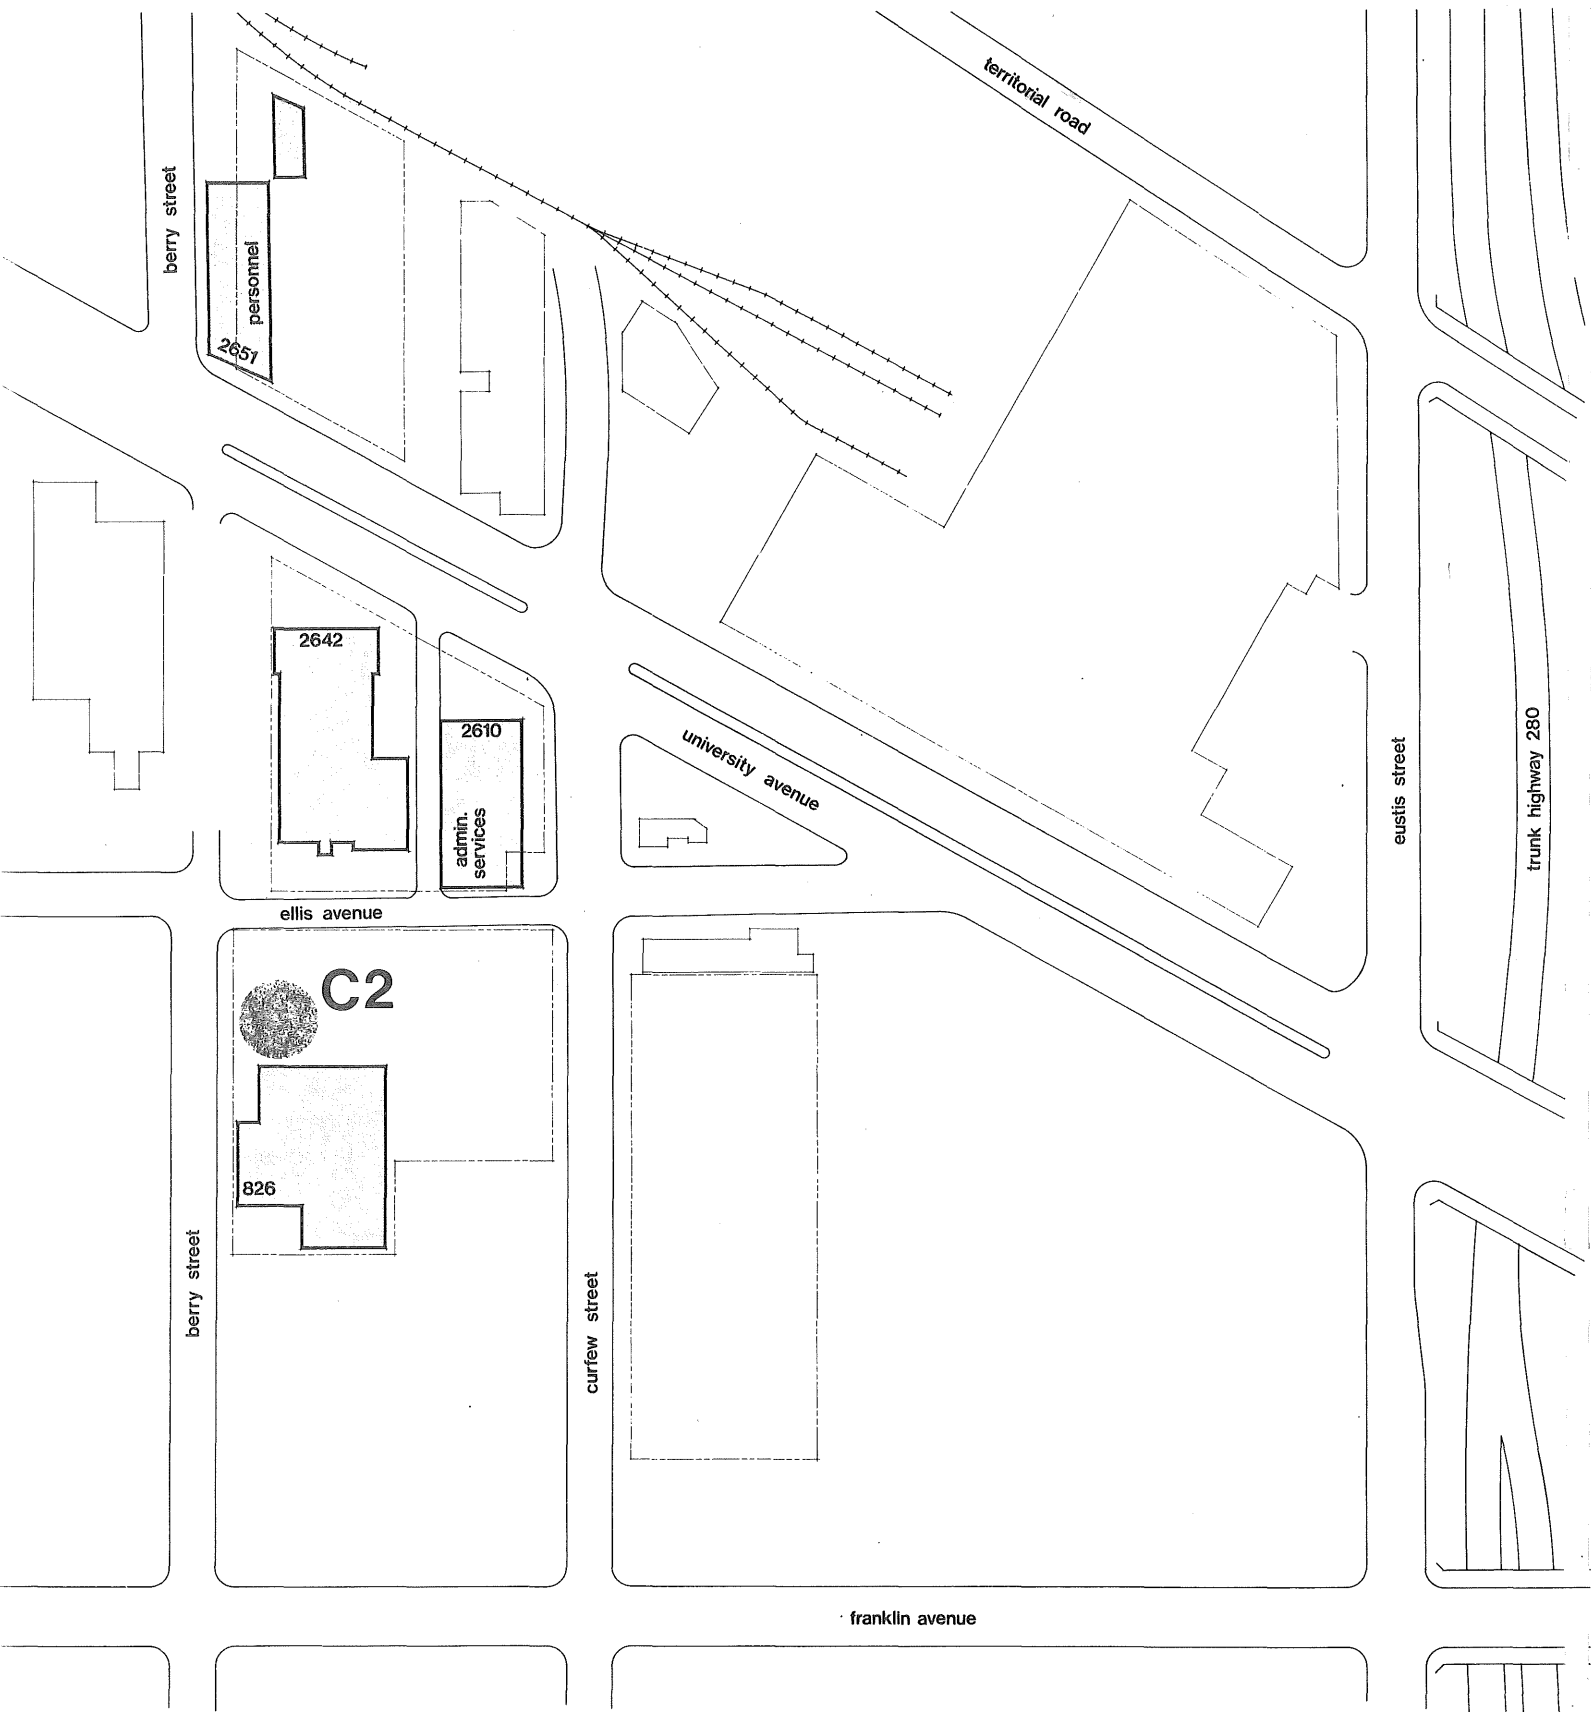 territorial road
berry street
personnel
2651
2642
2610
admin.
services
university avenue
eustis street
trunk highway 280
ellis avenue
C2
826
berry street
curfew street
franklin avenue